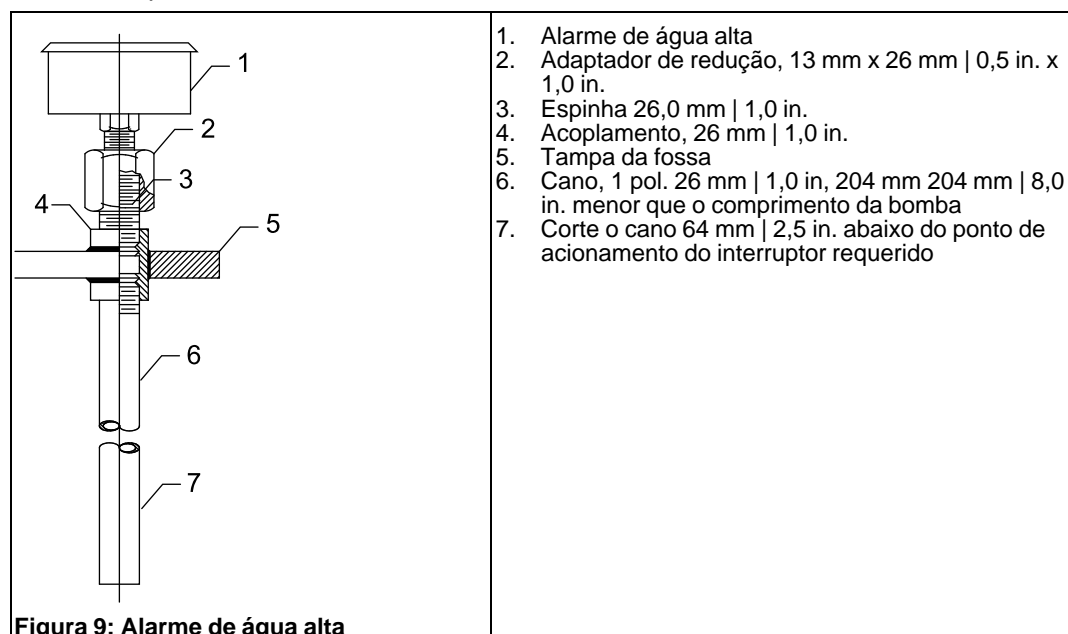 1
2
3
4
5
6
7
Figura 9: Alarme de água alta
1. Alarme de água alta
2. Adaptador de redução, 13 mm x 26 mm | 0,5 in. x
1,0 in.
3. Espinha 26,0 mm | 1,0 in.
4. Acoplamento, 26 mm | 1,0 in.
5. Tampa da fossa
6. Cano, 1 pol. 26 mm | 1,0 in, 204 mm 204 mm | 8,0
in. menor que o comprimento da bomba
7. Corte o cano 64 mm | 2,5 in. abaixo do ponto de
acionamento do interruptor requerido